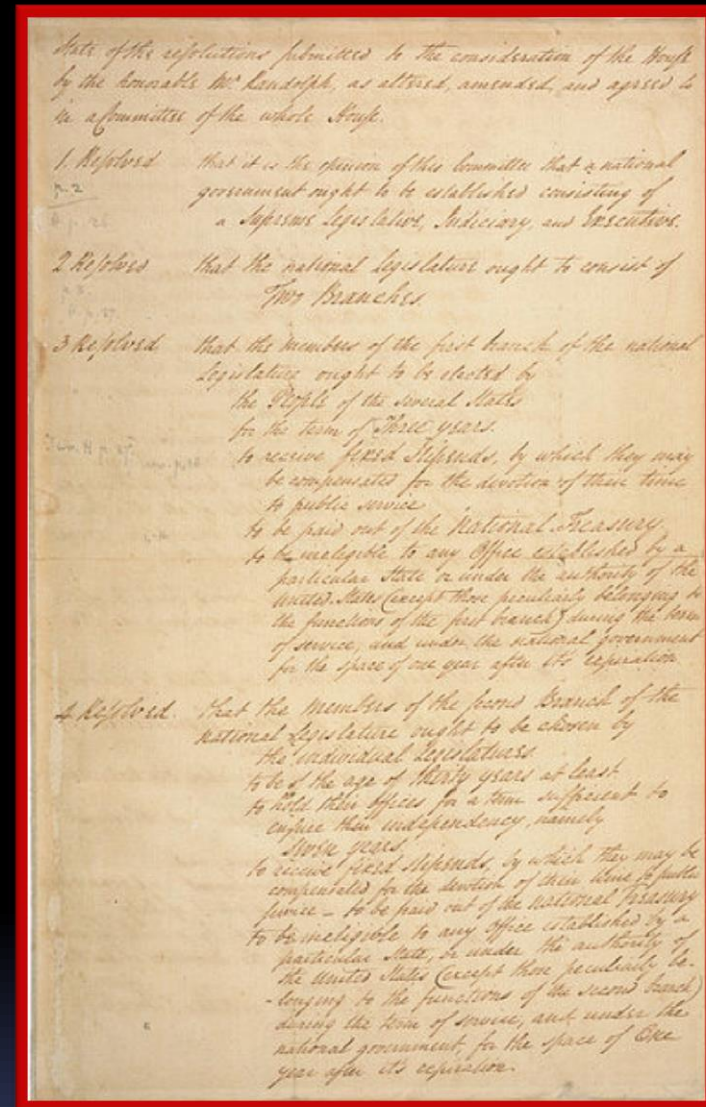 State of the resolutions submitted to the consideration of the House
by the honorable Mr. Randolph, as altered, amended, and agreed to
in a Committee of the whole House.
1. Resolved that it is the opinion of this Committee that a national
p. 2
government ought to be established consisting of
a Supreme Legislative, Judiciary, and Executive.
2 Resolved that the national Legislature ought to consist of
Two Branches.
3 Resolved that the members of the first branch of the national
Legislature ought to be elected by
the People of the several States
for the term of Three years.
to receive fixed stipends, by which they may
be compensated for the devotion of their time
to public service
to be paid out of the National Treasury.
to be ineligible to any Office established by a
particular State or under the authority of the
United States (except those peculiarly belonging to
the functions of the first branch) during the term
of service, and under the national government
for the space of one year after it's expiration
4 Resolved. that the members of the second Branch of the
national Legislature ought to be chosen by
the individual Legislatures
to be of the age of thirty years at least.
to hold their offices for a term sufficient to
ensure their independency, namely
seven years.
to receive fixed stipends, by which they may be
compensated for the devotion of their time to public
service – to be paid out of the national Treasury
to be ineligible to any Office established by a
particular State, or under the authority of
the United States (except those peculiarly be-
-longing to the functions of the second branch)
during the term of service, and under the
national government, for the space of One
year after it's expiration.